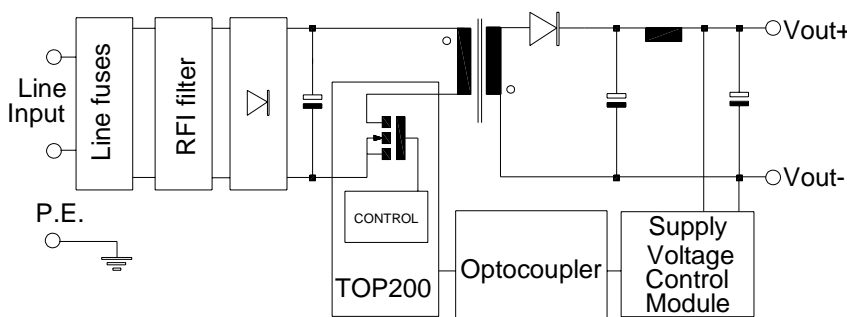 Line
Input
P.E.
Line fuses
RFI filter
CONTROL
TOP200
Optocoupler
Supply
Voltage
Control
Module
Vout+
Vout-